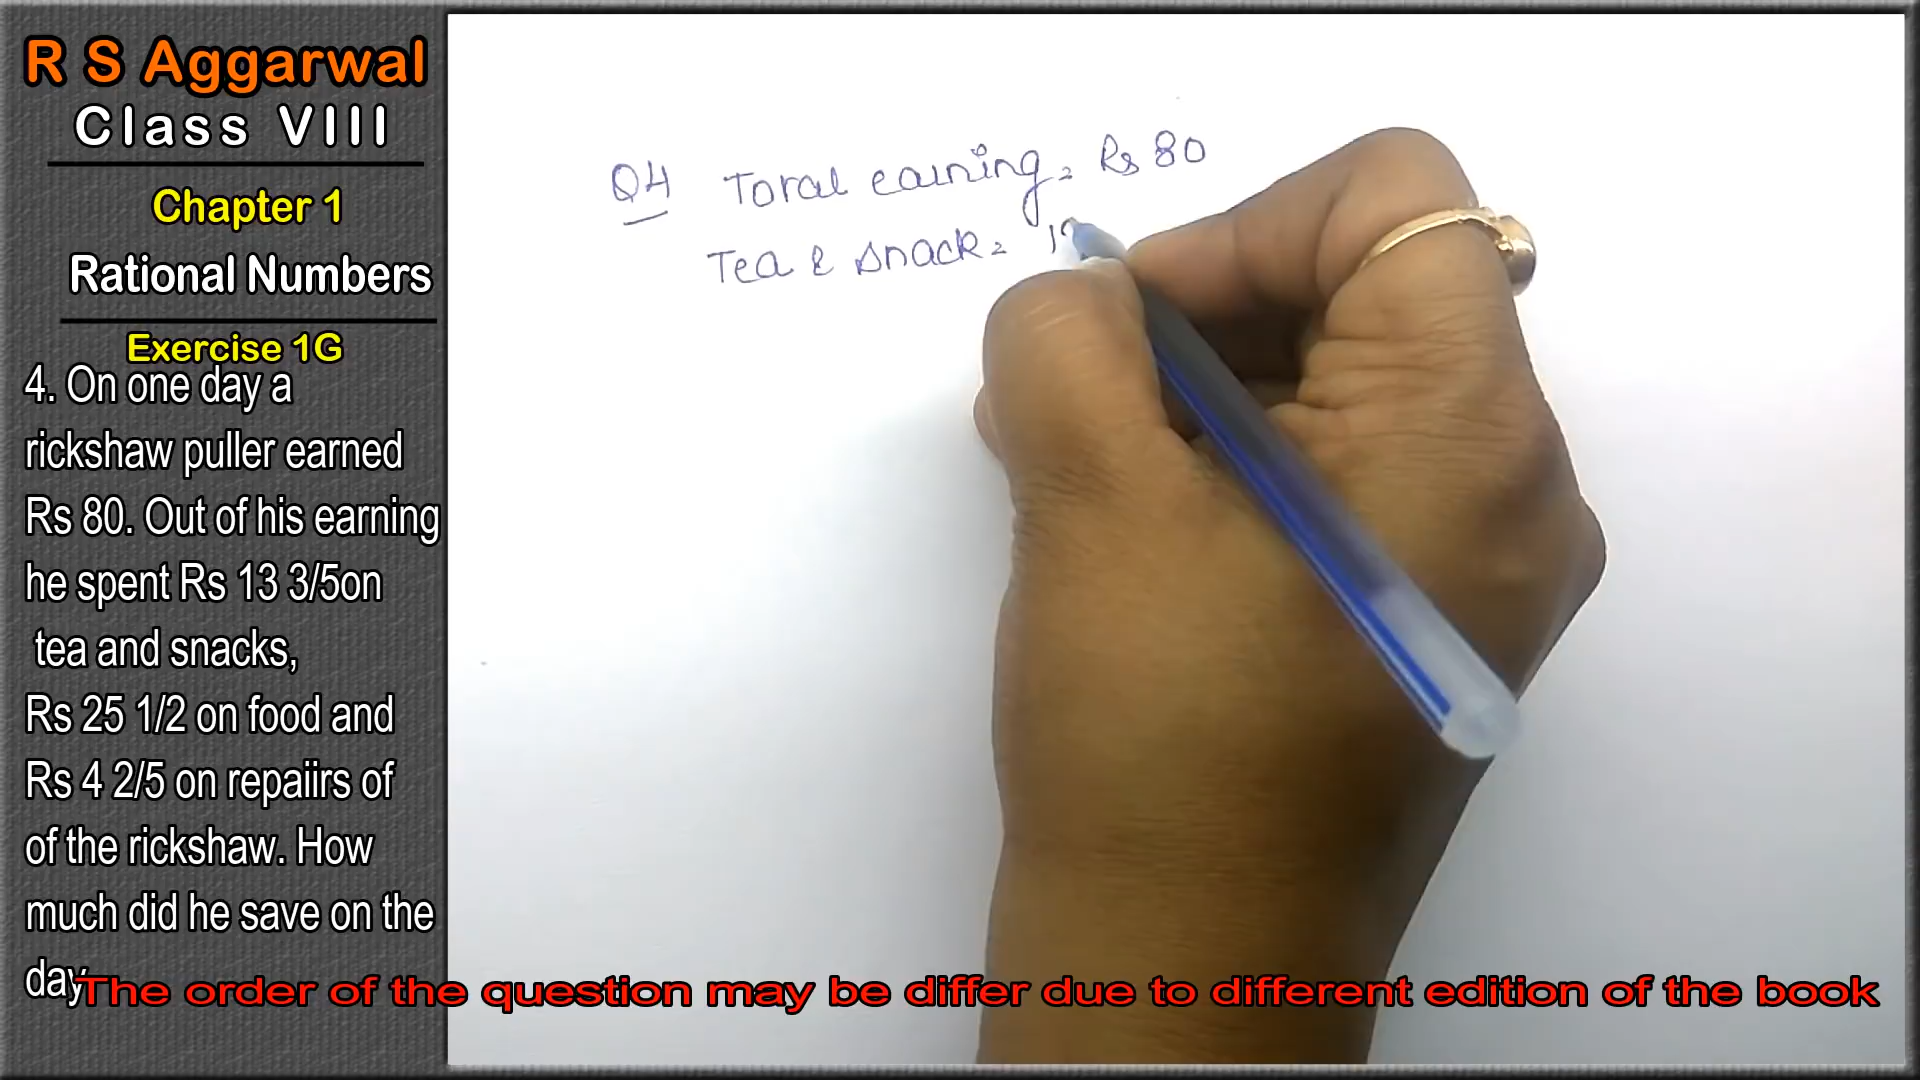 R S Aggarwal
Class VIII
Chapter 1
Rational Numbers
Exercise 1G
4. On one day a
rickshaw puller earned
Rs 80. Out of his earning
he spent Rs 13 3/5on
tea and snacks,
Rs 25 1/2 on food and
Rs 4 2/5 on repaiirs of
of the rickshaw. How
much did he save on the
day
The order of the question may be differ due to different edition of the book
Q4 Toral earning = Rs 80
Tea & snack =